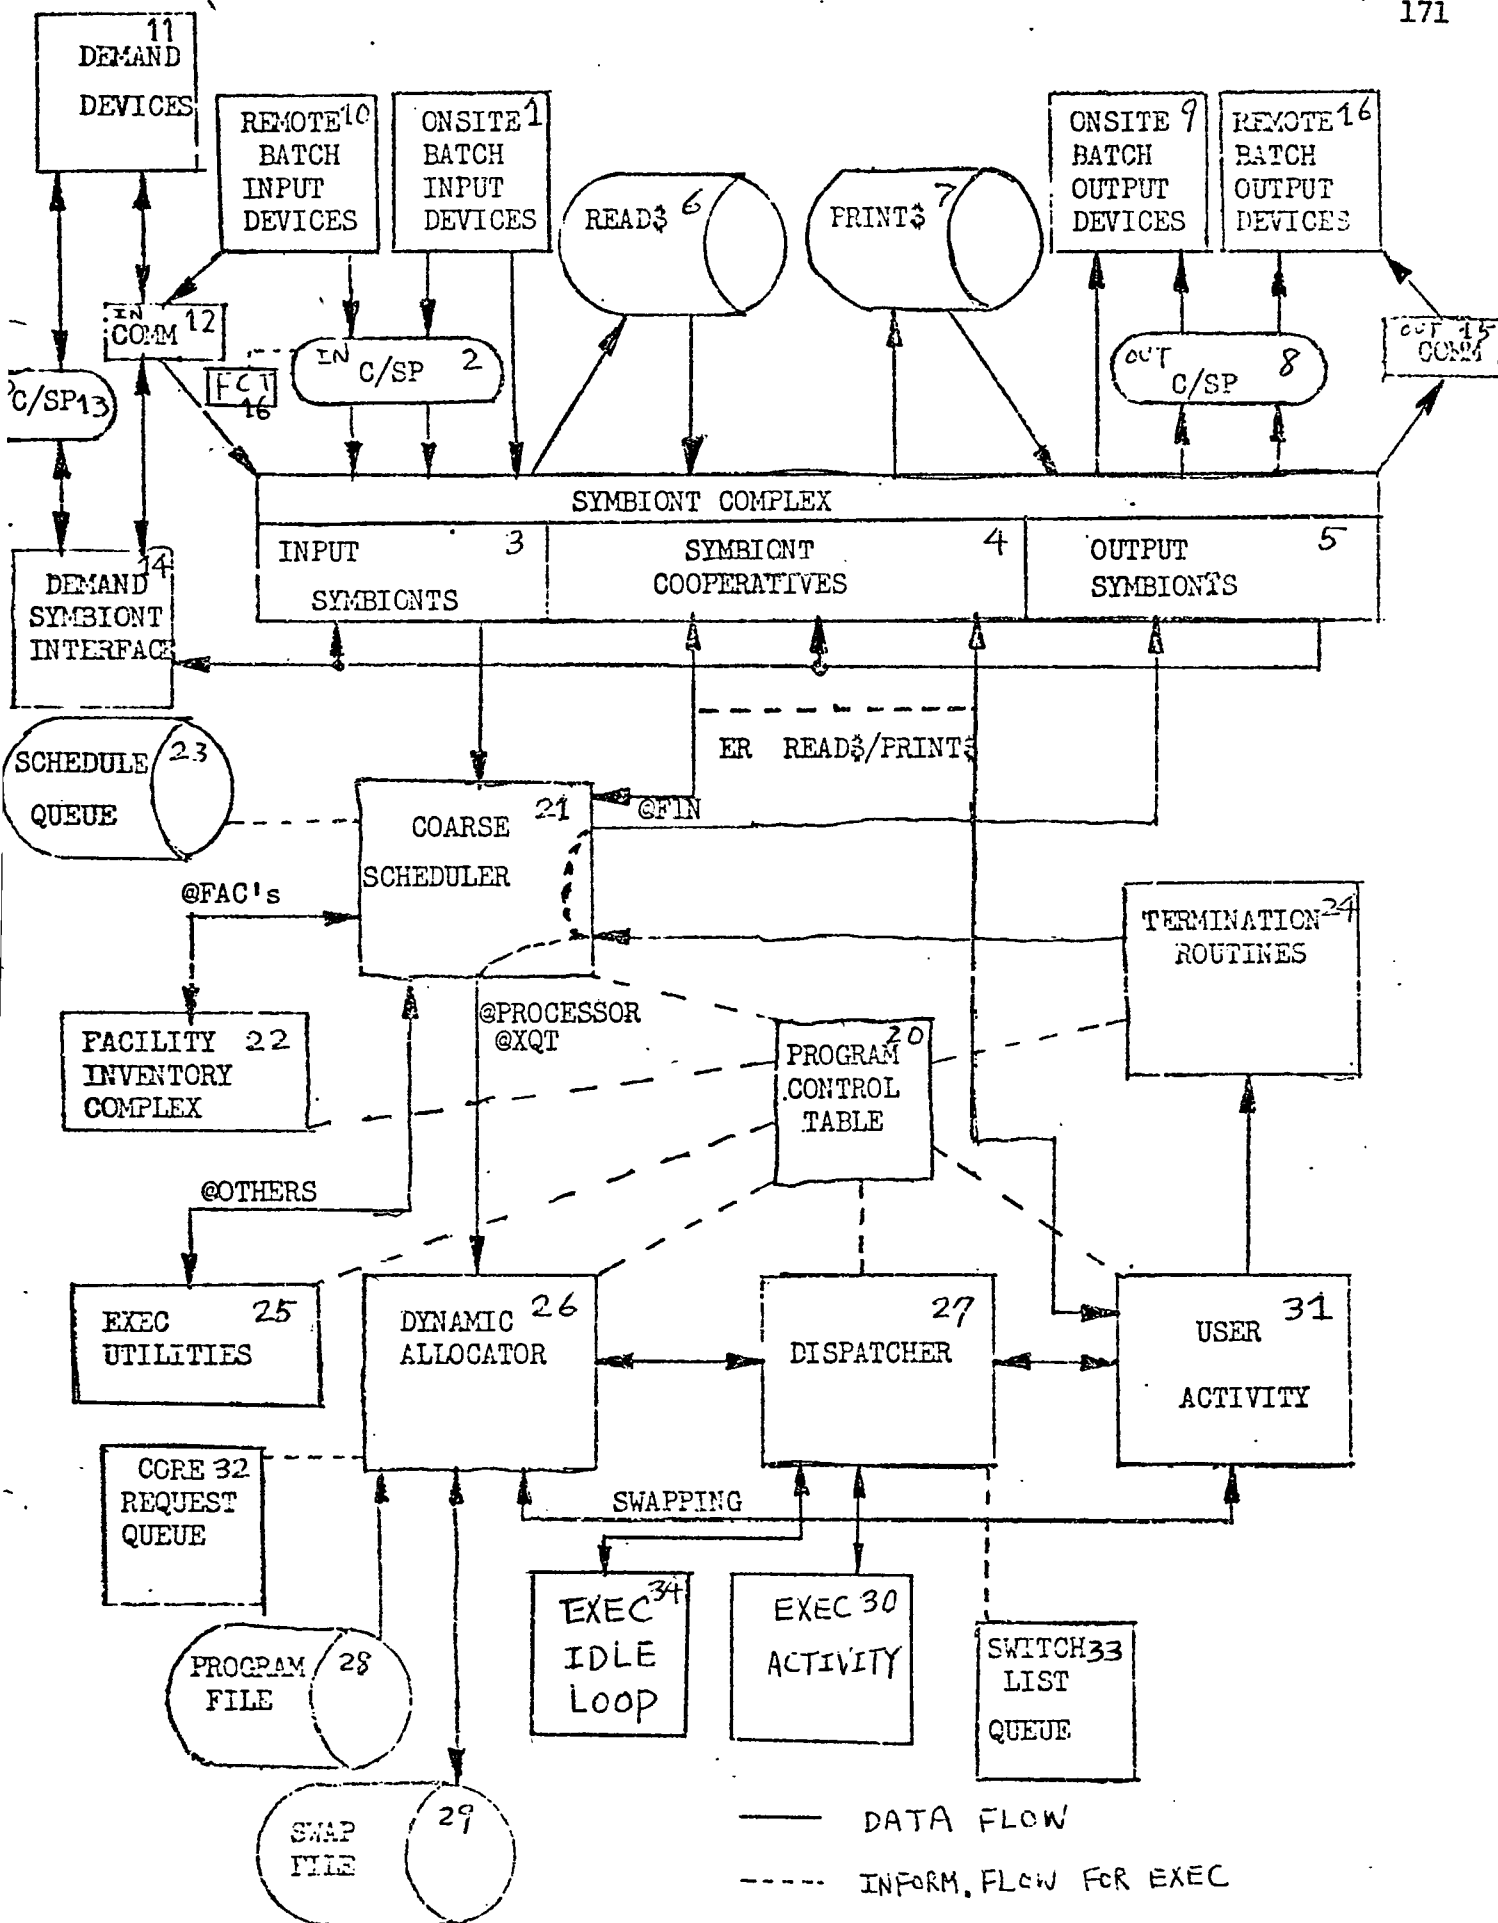 171
11
DEMAND
DEVICES
REMOTE 10
BATCH
INPUT
DEVICES
ONSITE 1
BATCH
INPUT
DEVICES
READ$ 6
PRINT$ 7
ONSITE 9
BATCH
OUTPUT
DEVICES
REMOTE 16
BATCH
OUTPUT
DEVICES
IN
COMM 12
C/SP 13
FCT
16
IN
C/SP 2
OUT
C/SP 8
OUT 15
COMM
SYMBIONT COMPLEX
INPUT 3
SYMBIONTS
SYMBIONT 4
COOPERATIVES
OUTPUT 5
SYMBIONTS
14
DEMAND
SYMBIONT
INTERFACE
ER READ$/PRINT$
SCHEDULE 23
QUEUE
@FIN
21
COARSE
SCHEDULER
@FAC's
TERMINATION 24
ROUTINES
@PROCESSOR
@XQT
FACILITY 22
INVENTORY
COMPLEX
20
PROGRAM
CONTROL
TABLE
@OTHERS
EXEC 25
UTILITIES
DYNAMIC 26
ALLOCATOR
27
DISPATCHER
31
USER
ACTIVITY
CORE 32
REQUEST
QUEUE
SWAPPING
EXEC 34
IDLE
LOOP
EXEC 30
ACTIVITY
SWITCH 33
LIST
QUEUE
PROGRAM 28
FILE
29
SWAP
FILE
DATA FLOW
INFORM. FLOW FOR EXEC